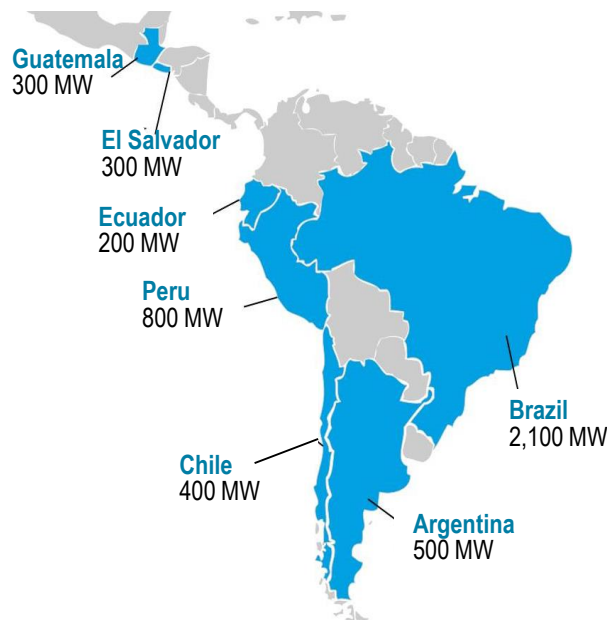 Guatemala
300 MW
El Salvador
300 MW
Ecuador
200 MW
Peru
800 MW
Brazil
2,100 MW
Chile
400 MW
Argentina
500 MW